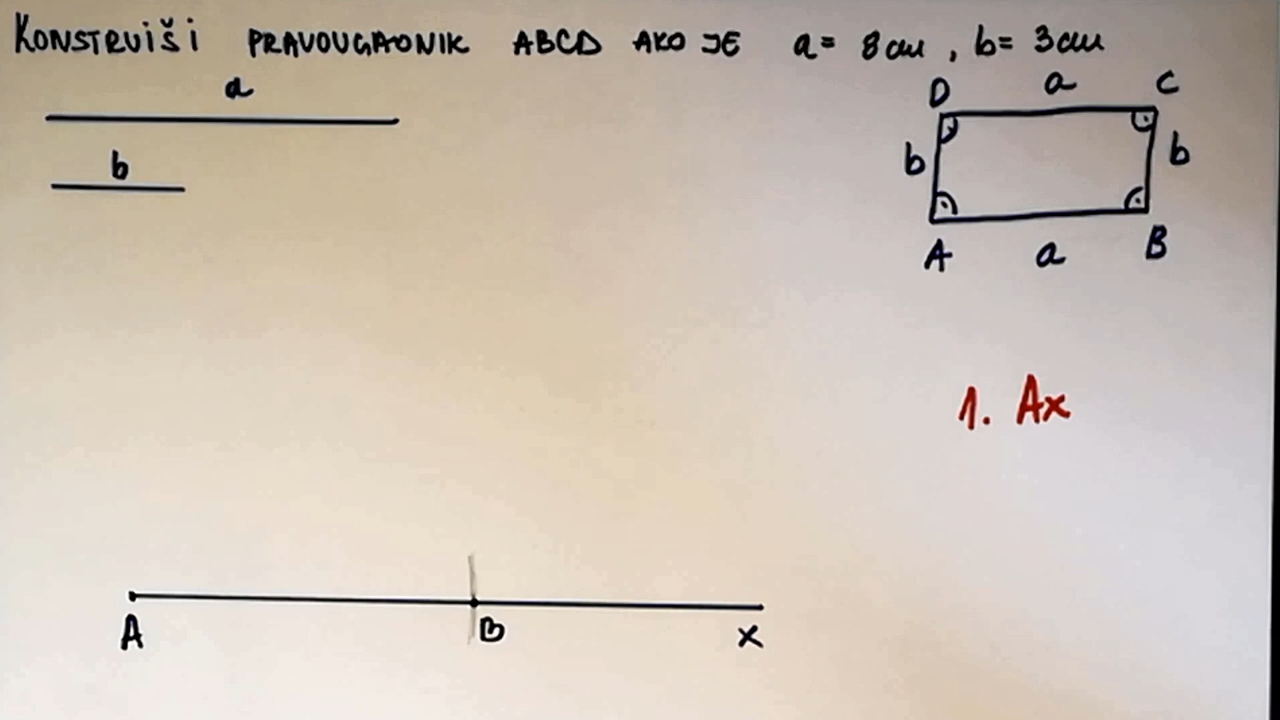 KONSTRUIŠI PRAVOUGAONIK ABCD AKO JE a= 8cm , b= 3cm
a
b
D a C
b b
A a B
1. Ax
A B x